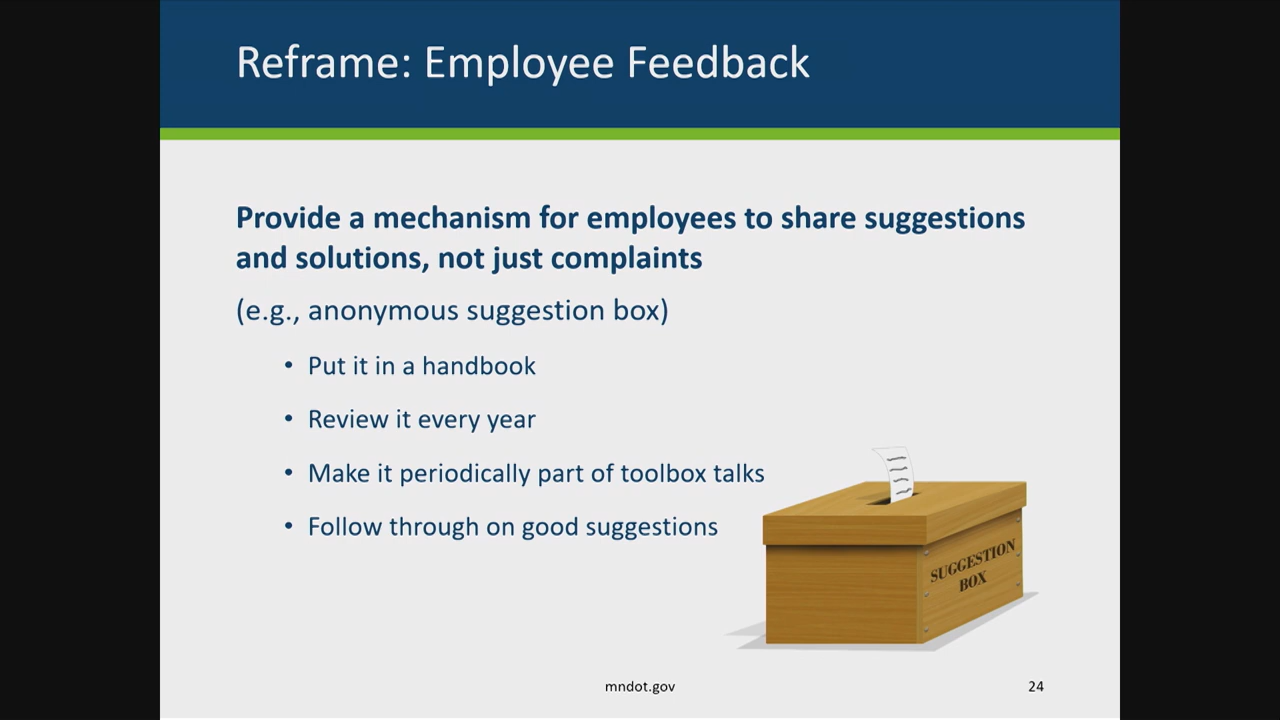 Reframe: Employee Feedback
Provide a mechanism for employees to share suggestions
and solutions, not just complaints
(e.g., anonymous suggestion box)
• Put it in a handbook
• Review it every year
• Make it periodically part of toolbox talks
• Follow through on good suggestions
SUGGESTION
BOX
mndot.gov
24